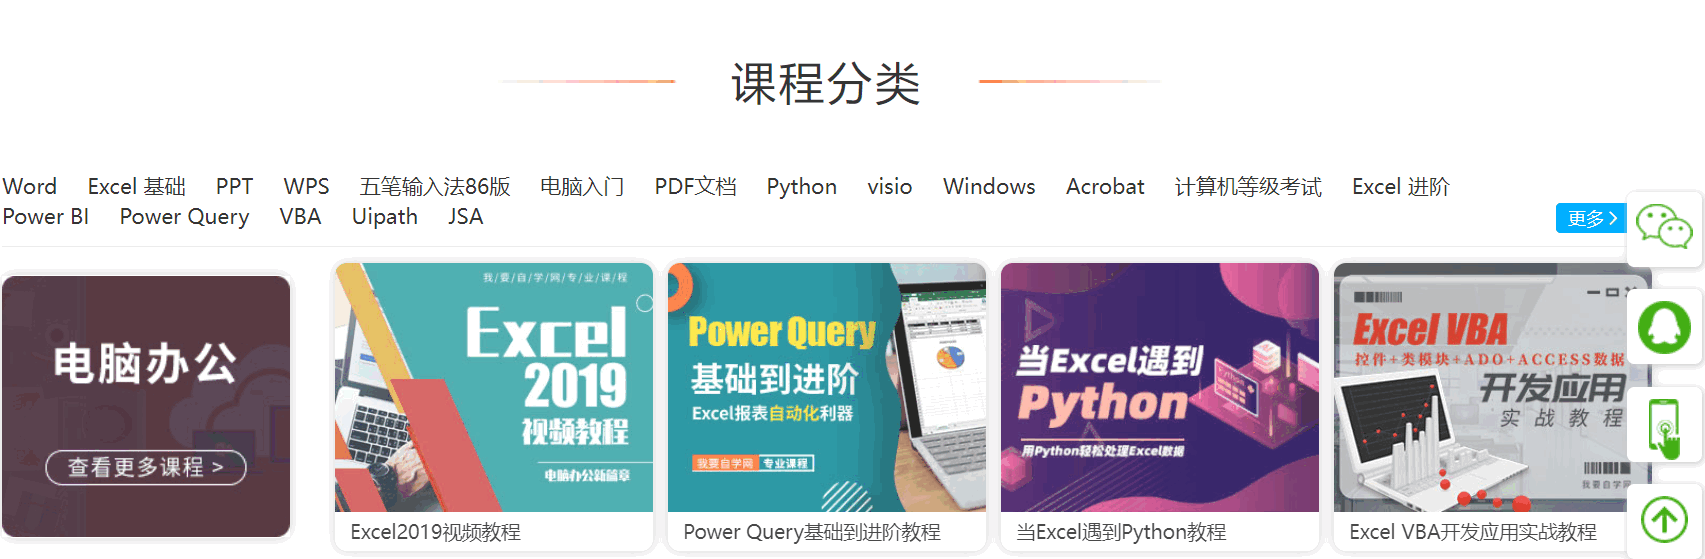 课程分类
Word Excel 基础 PPT WPS 五笔输入法86版 电脑入门 PDF文档 Python visio Windows Acrobat 计算机等级考试 Excel 进阶
Power BI Power Query VBA Uipath JSA
更多
电脑办公
查看更多课程 >
我/要/自/学/网/专/业/课/程
Excel
2019
视频教程
电脑办公新篇章
Excel2019视频教程
Power Query
基础到进阶
Excel报表自动化利器
我要自学网 专业课程
Power Query基础到进阶教程
当Excel遇到
Python
用Python轻松处理Excel数据
当Excel遇到Python教程
Excel VBA
控件+类模块+ADO+ACCESS数据
开发应用
实战教程
我要自学网
Excel VBA开发应用实战教程